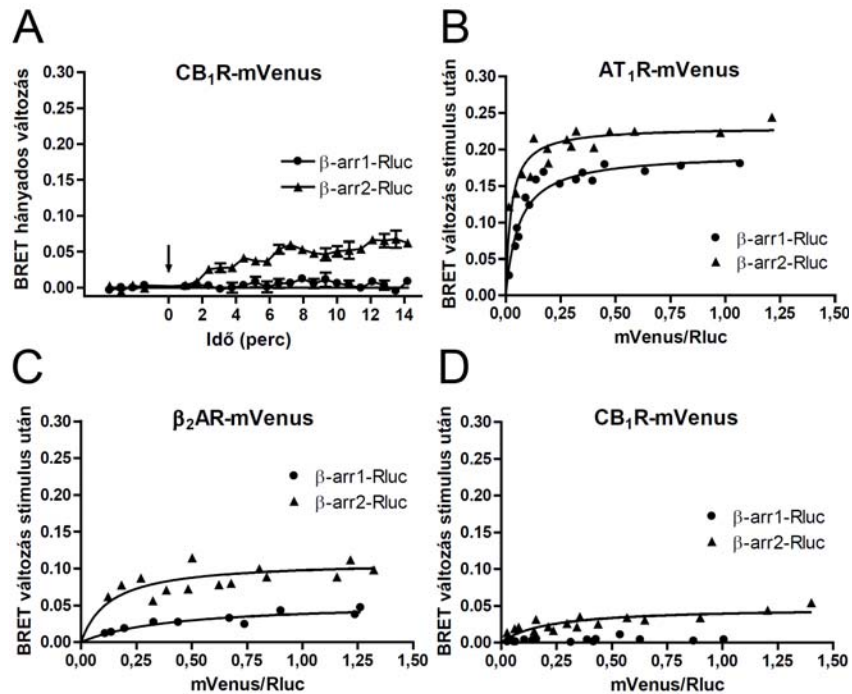 A
CB₁R-mVenus
BRET hányados változás
0.30
0.25
0.20
0.15
0.10
0.05
0.00
β-arr1-Rluc
β-arr2-Rluc
0 2 4 6 8 10 12 14
Idő (perc)
B
AT₁R-mVenus
BRET változás stimulus után
0.30
0.25
0.20
0.15
0.10
0.05
0.00
β-arr1-Rluc
β-arr2-Rluc
0,00 0,25 0,50 0,75 1,00 1,25 1,50
mVenus/Rluc
C
β₂AR-mVenus
BRET változás stimulus után
0.30
0.25
0.20
0.15
0.10
0.05
0.00
β-arr1-Rluc
β-arr2-Rluc
0,00 0,25 0,50 0,75 1,00 1,25 1,50
mVenus/Rluc
D
CB₁R-mVenus
BRET változás stimulus után
0.30
0.25
0.20
0.15
0.10
0.05
0.00
β-arr1-Rluc
β-arr2-Rluc
0,00 0,25 0,50 0,75 1,00 1,25 1,50
mVenus/Rluc